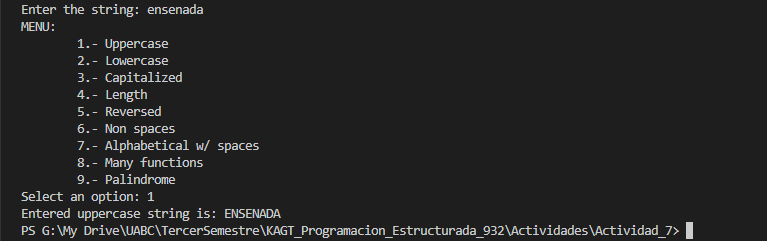 Enter the string: ensenada
MENU:
1.- Uppercase
2.- Lowercase
3.- Capitalized
4.- Length
5.- Reversed
6.- Non spaces
7.- Alphabetical w/ spaces
8.- Many functions
9.- Palindrome
Select an option: 1
Entered uppercase string is: ENSENADA
PS G:\My Drive\UABC\TercerSemestre\KAGT_Programacion_Estructurada_932\Actividades\Actividad_7>